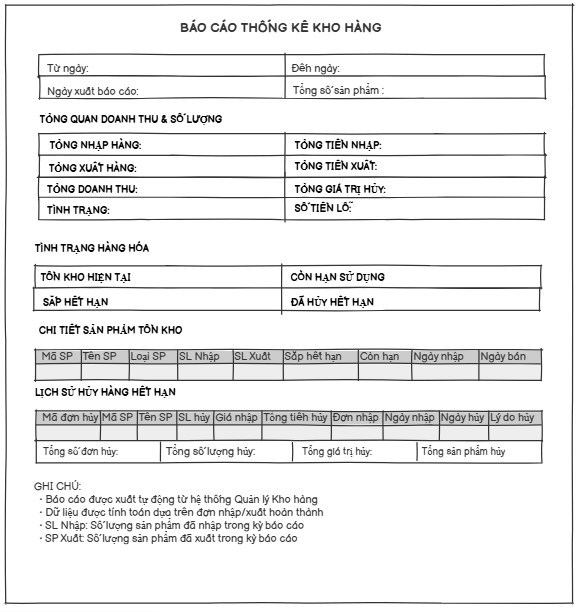 BÁO CÁO THỐNG KÊ KHO HÀNG
Từ ngày: Đến ngày:
Ngày xuất báo cáo: Tổng số sản phẩm :
TỔNG QUAN DOANH THU & SỐ LƯỢNG
TỔNG NHẬP HÀNG: TỔNG TIỀN NHẬP:
TỔNG XUẤT HÀNG: TỔNG TIỀN XUẤT:
TỔNG DOANH THU: TỔNG GIÁ TRỊ HỦY:
TÌNH TRẠNG: SỐ TIỀN LỖ:
TÌNH TRẠNG HÀNG HÓA
TỒN KHO HIỆN TẠI CÒN HẠN SỬ DỤNG
SẮP HẾT HẠN ĐÃ HỦY HẾT HẠN
CHI TIẾT SẢN PHẨM TỒN KHO
Mã SP Tên SP Loại SP SL Nhập SL Xuất Sắp hết hạn Còn hạn Ngày nhập Ngày bán
LỊCH SỬ HỦY HÀNG HẾT HẠN
Mã đơn hủy Mã SP Tên SP SL hủy Giá nhập Tổng tiền hủy Đơn nhập Ngày nhập Ngày hủy Lý do hủy
Tổng số đơn hủy: Tổng số lượng hủy: Tổng giá trị hủy: Tổng sản phẩm hủy
GHI CHÚ:
· Báo cáo được xuất tự động từ hệ thống Quản lý Kho hàng
· Dữ liệu được tính toán dựa trên đơn nhập/xuất hoàn thành
· SL Nhập: Số lượng sản phẩm đã nhập trong kỳ báo cáo
· SP Xuất: Số lượng sản phẩm đã xuất trong kỳ báo cáo